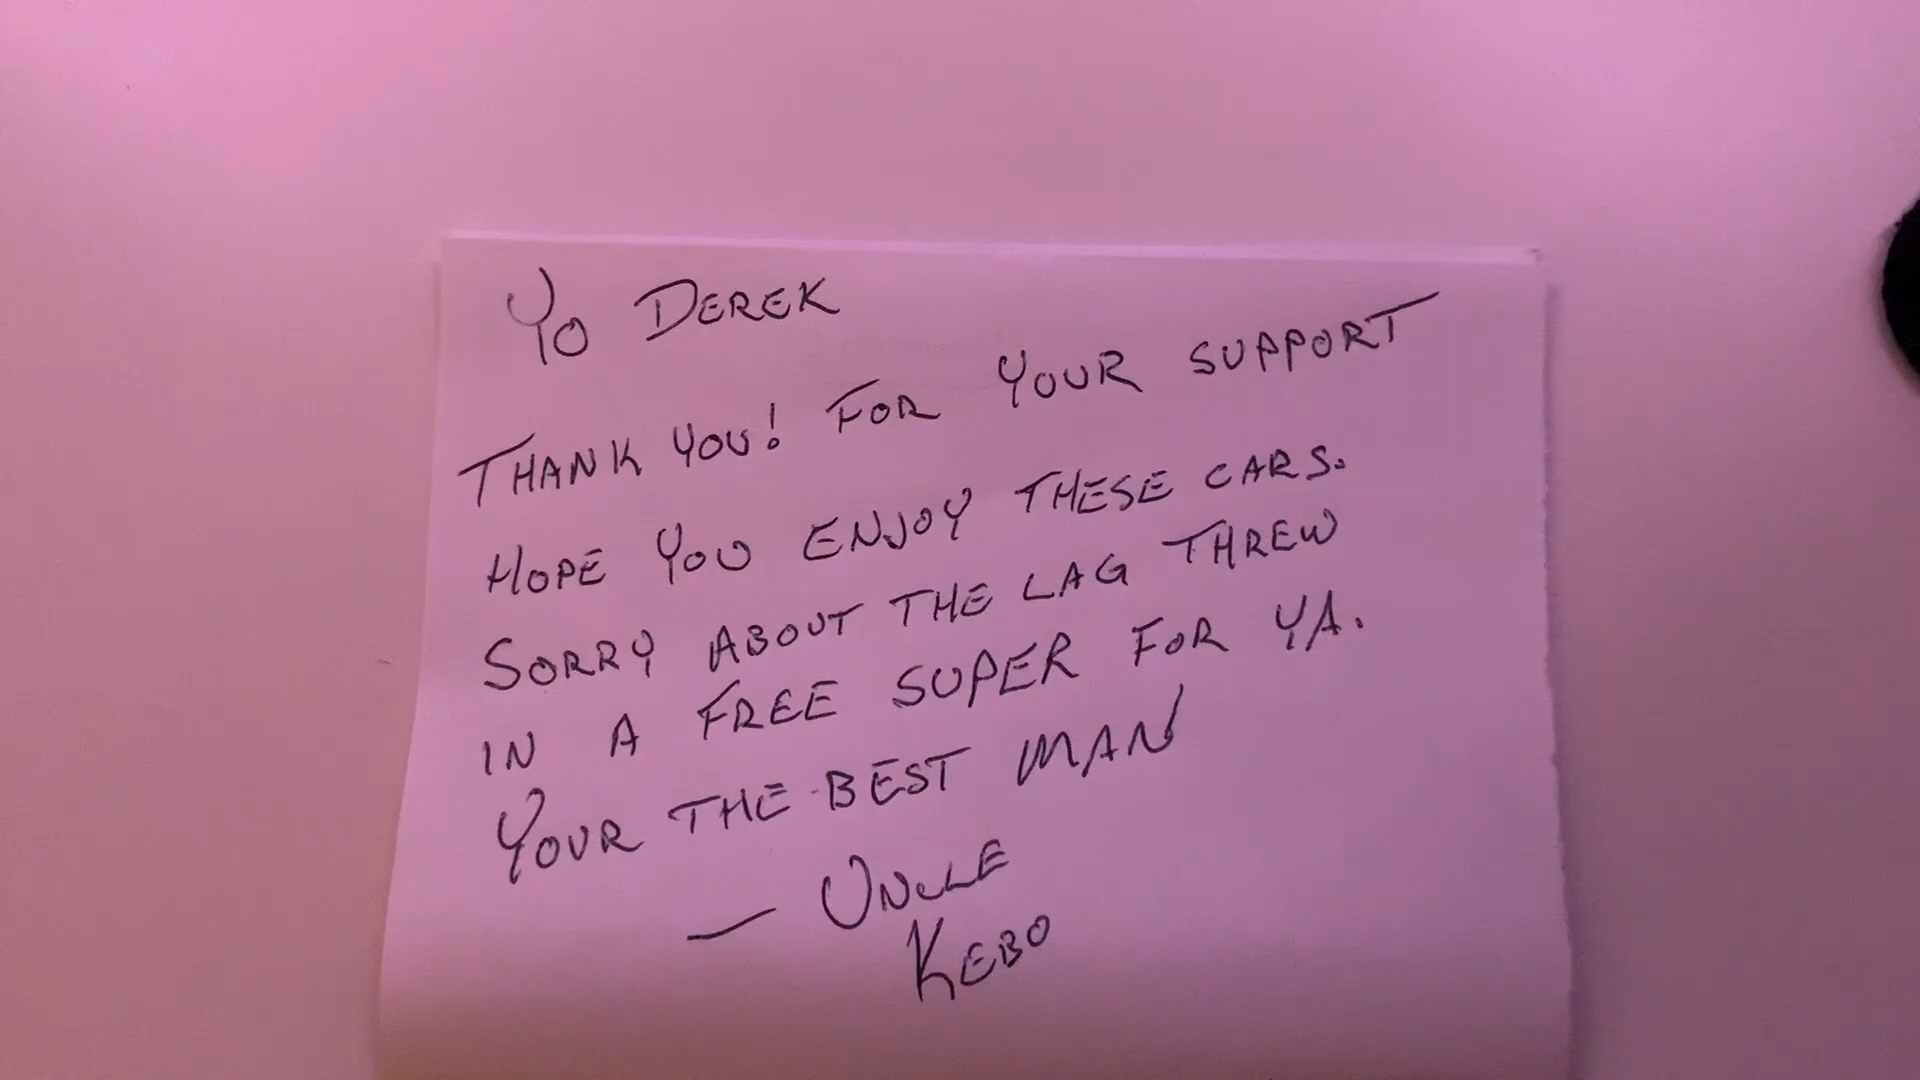 YO DEREK
THANK YOU! FOR YOUR SUPPORT
HOPE YOU ENJOY THESE CARS.
SORRY ABOUT THE LAG THREW
IN A FREE SUPER FOR YA.
YOUR THE BEST MAN!
— UNCLE
KEBO